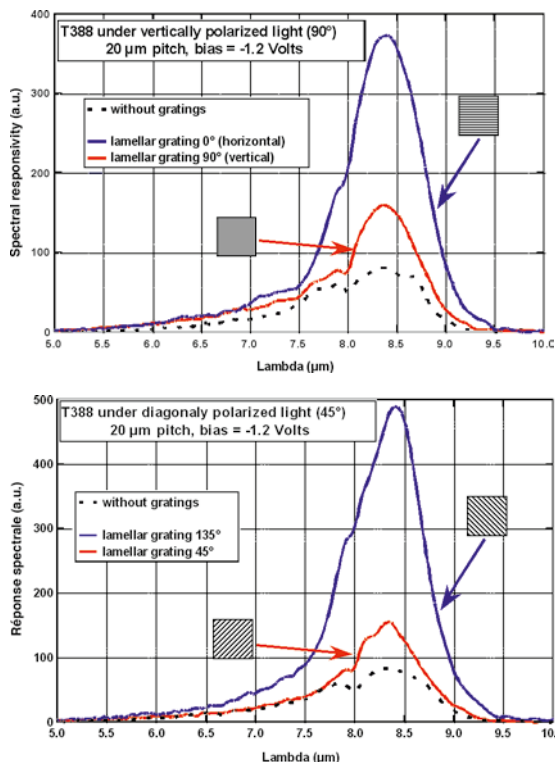 T388 under vertically polarized light (90°)
20 µm pitch, bias = -1.2 Volts
without gratings
lamellar grating 0° (horizontal)
lamellar grating 90° (vertical)
Spectral responsivity (a.u.)
400
300
200
100
0
5.0 5.5 6.0 6.5 7.0 7.5 8.0 8.5 9.0 9.5 10.0
Lambda (µm)
T388 under diagonaly polarized light (45°)
20 µm pitch, bias = -1.2 Volts
without gratings
lamellar grating 135°
lamellar grating 45°
Réponse spectrale (a.u.)
500
400
300
200
100
0
5.0 5.5 6.0 6.5 7.0 7.5 8.0 8.5 9.0 9.5 10.
Lambda (µm)